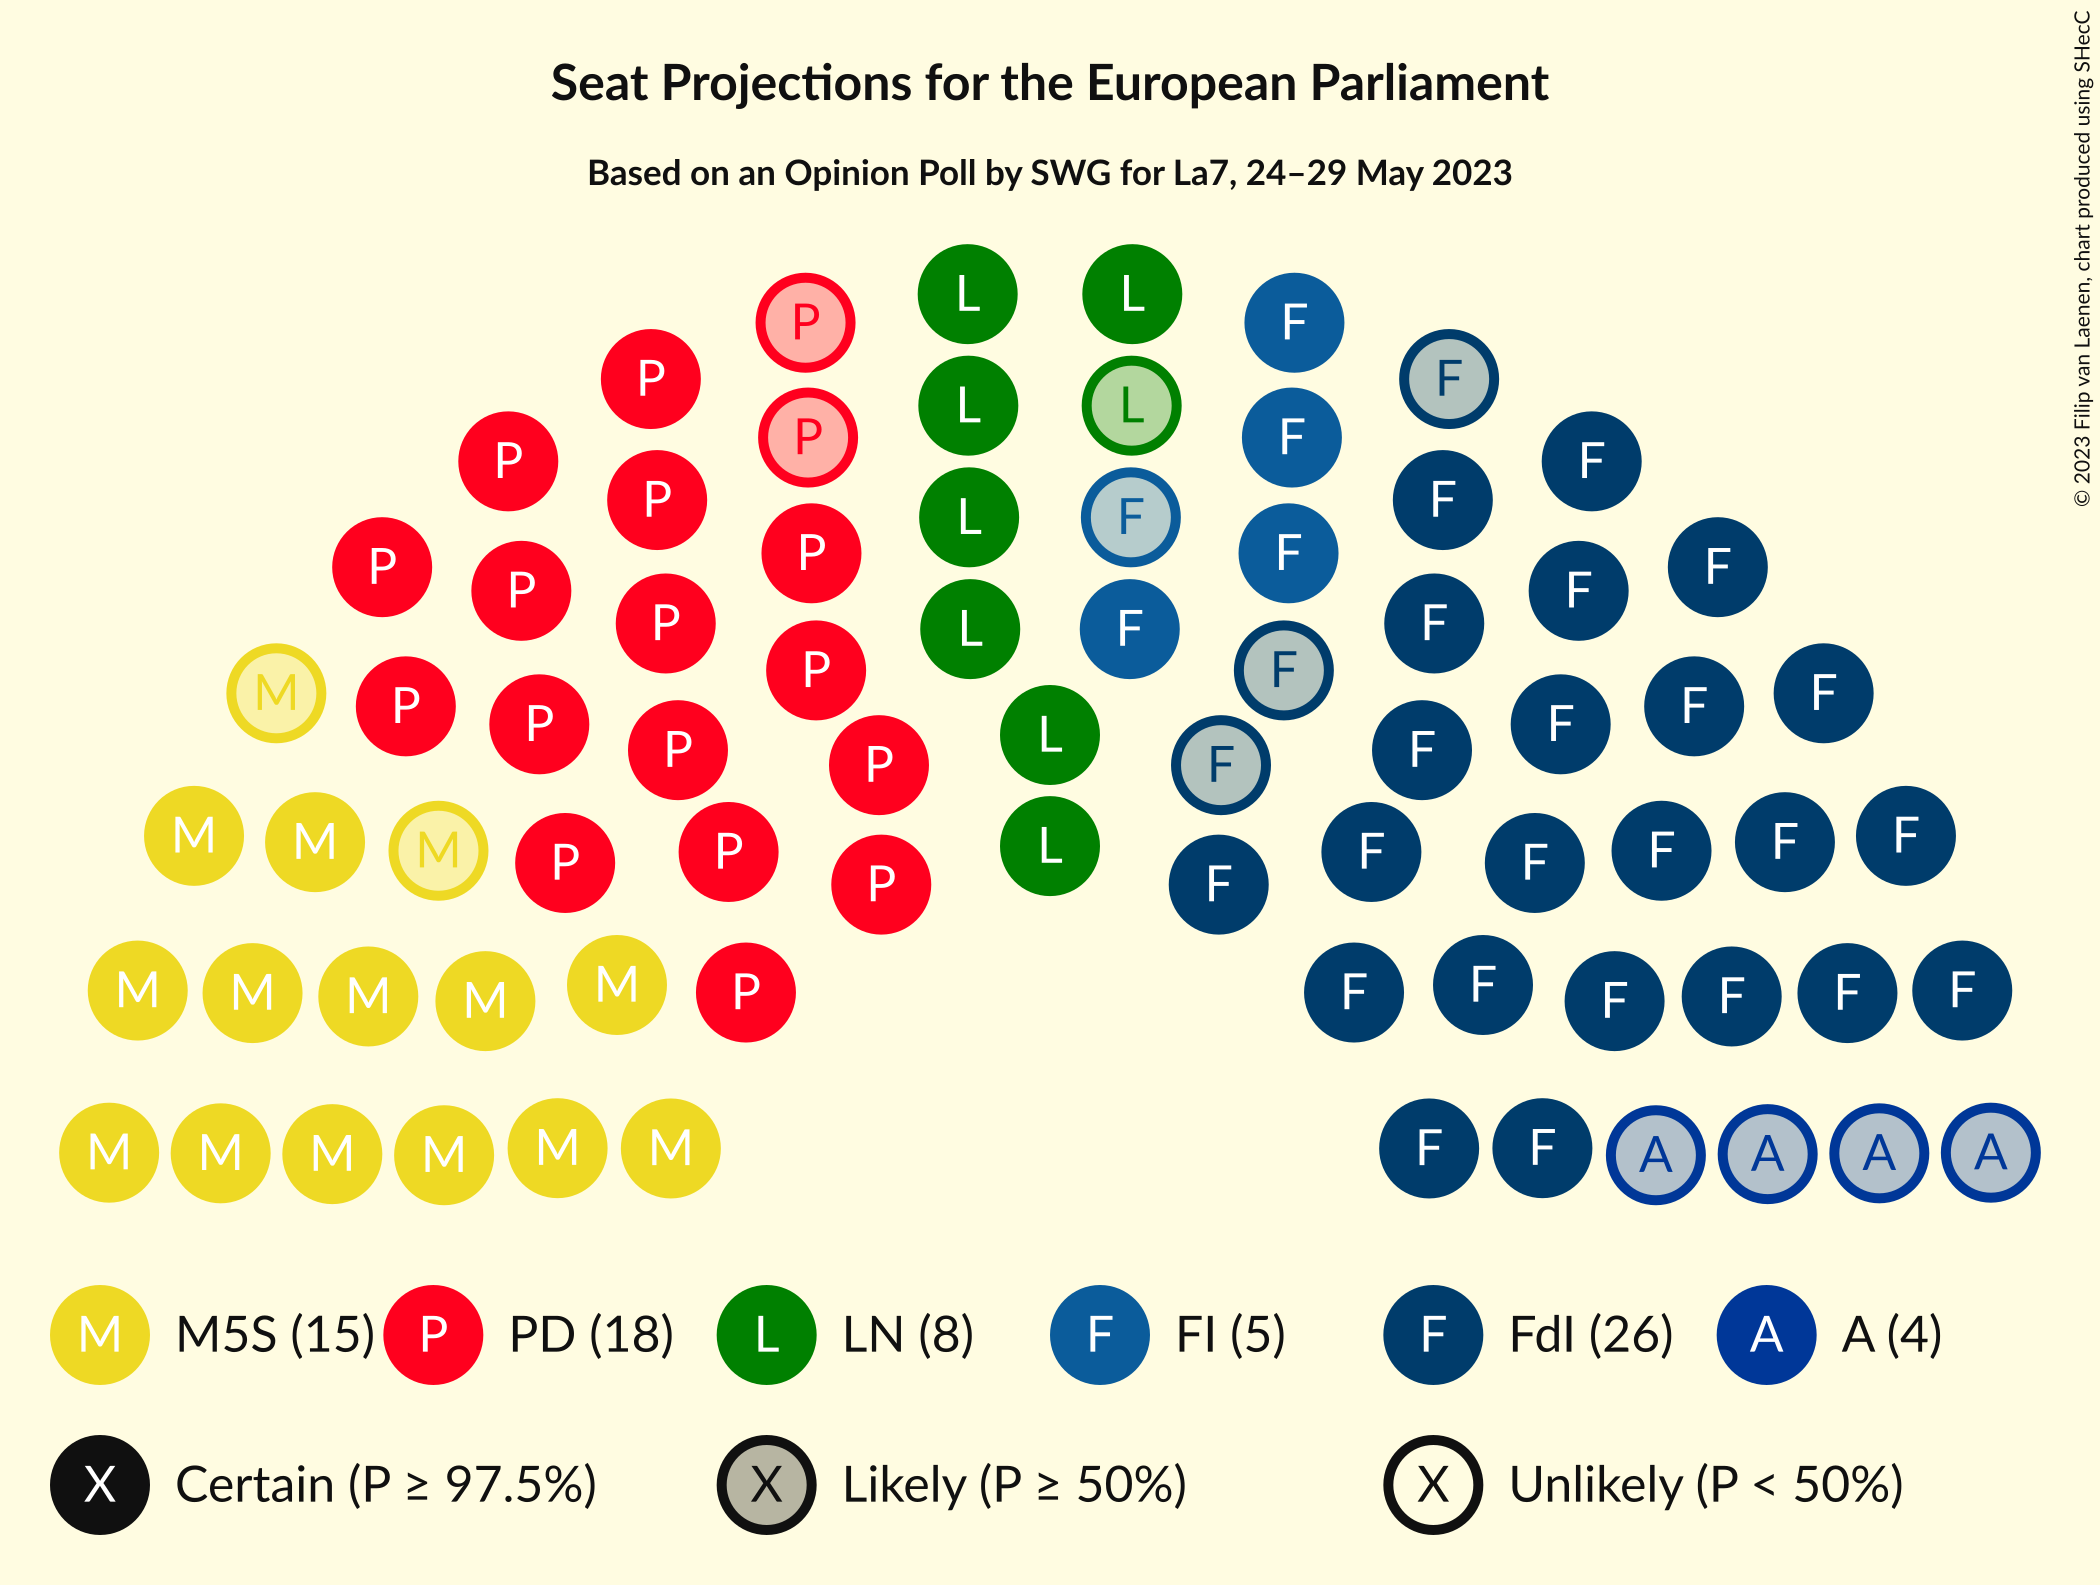 Seat Projections for the European Parliament
Based on an Opinion Poll by SWG for La7, 24–29 May 2023
© 2023 Filip van Laenen, chart produced using SHecC
L L
P F
P F
L L
P F
P F
P F
L F
P F
P F
P F
P F
P F
L F
P F
M F
P F
P F
L
P F
P F
M F
M F
L
M F
P F
P F
P F
M F
M F
M F
M F
M F
P F
M M M M M M F F A A A A
M M5S (15) P PD (18) L LN (8) F FI (5) F FdI (26) A A (4)
X Certain (P ≥ 97.5%) X Likely (P ≥ 50%) X Unlikely (P < 50%)